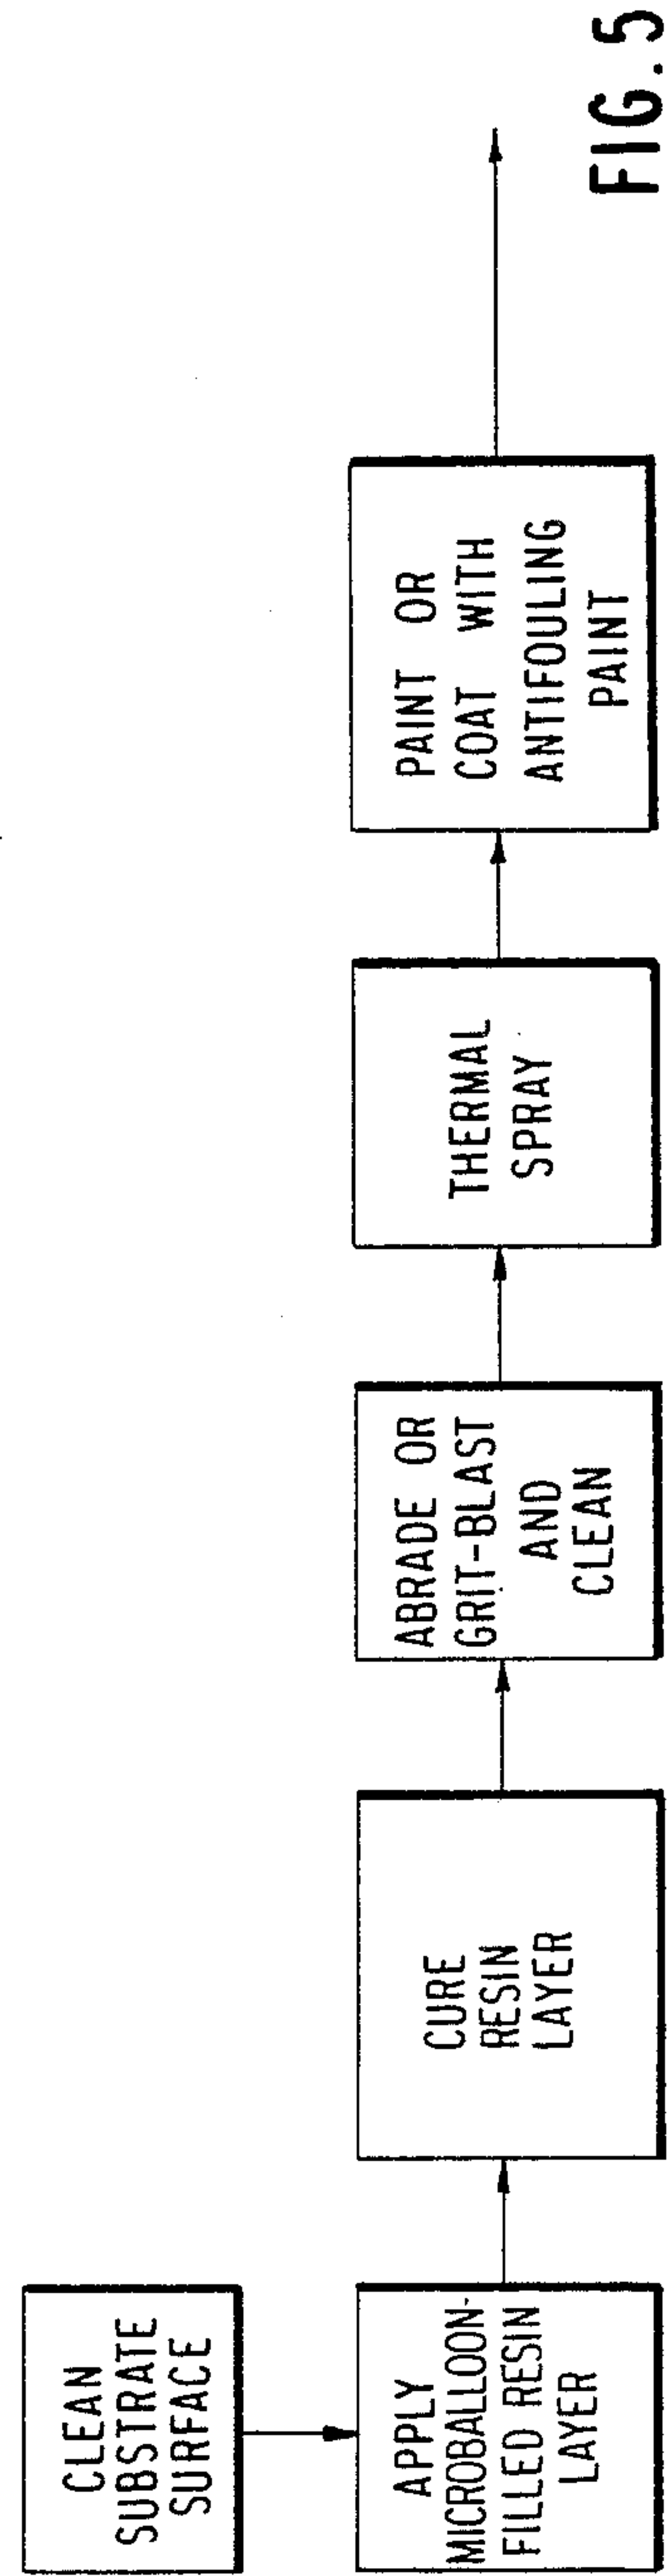 CLEAN
SUBSTRATE
SURFACE
APPLY
MICROBALLOON-
FILLED RESIN
LAYER
CURE
RESIN
LAYER
ABRADE OR
GRIT-BLAST
AND
CLEAN
THERMAL
SPRAY
PAINT OR
COAT WITH
ANTIFOULING
PAINT
FIG. 5